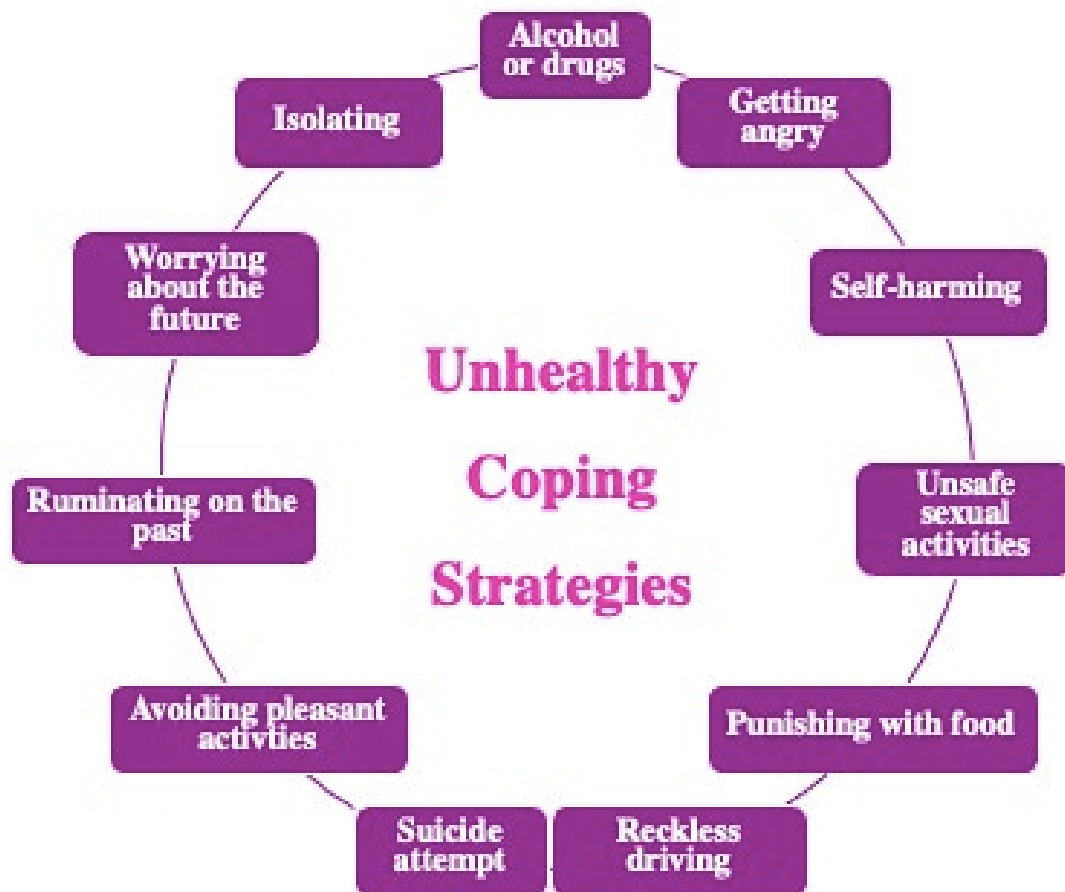 Unhealthy
Coping
Strategies
Alcohol
or drugs
Getting
angry
Self-harming
Unsafe
sexual
activities
Punishing with food
Reckless
driving
Suicide
attempt
Avoiding pleasant
activties
Ruminating on the
past
Worrying
about the
future
Isolating